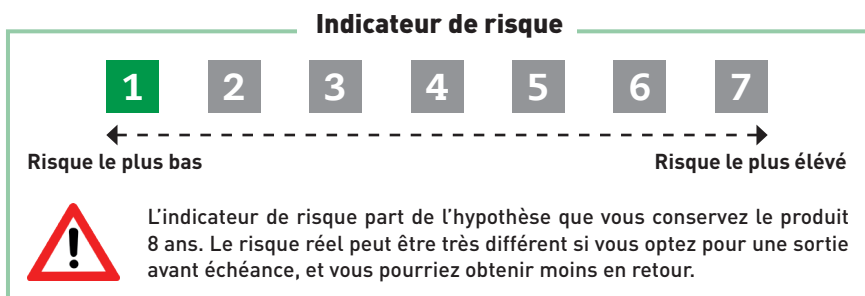 Indicateur de risque
1 2 3 4 5 6 7
Risque le plus bas Risque le plus élévé
L'indicateur de risque part de l'hypothèse que vous conservez le produit
8 ans. Le risque réel peut être très différent si vous optez pour une sortie
avant échéance, et vous pourriez obtenir moins en retour.